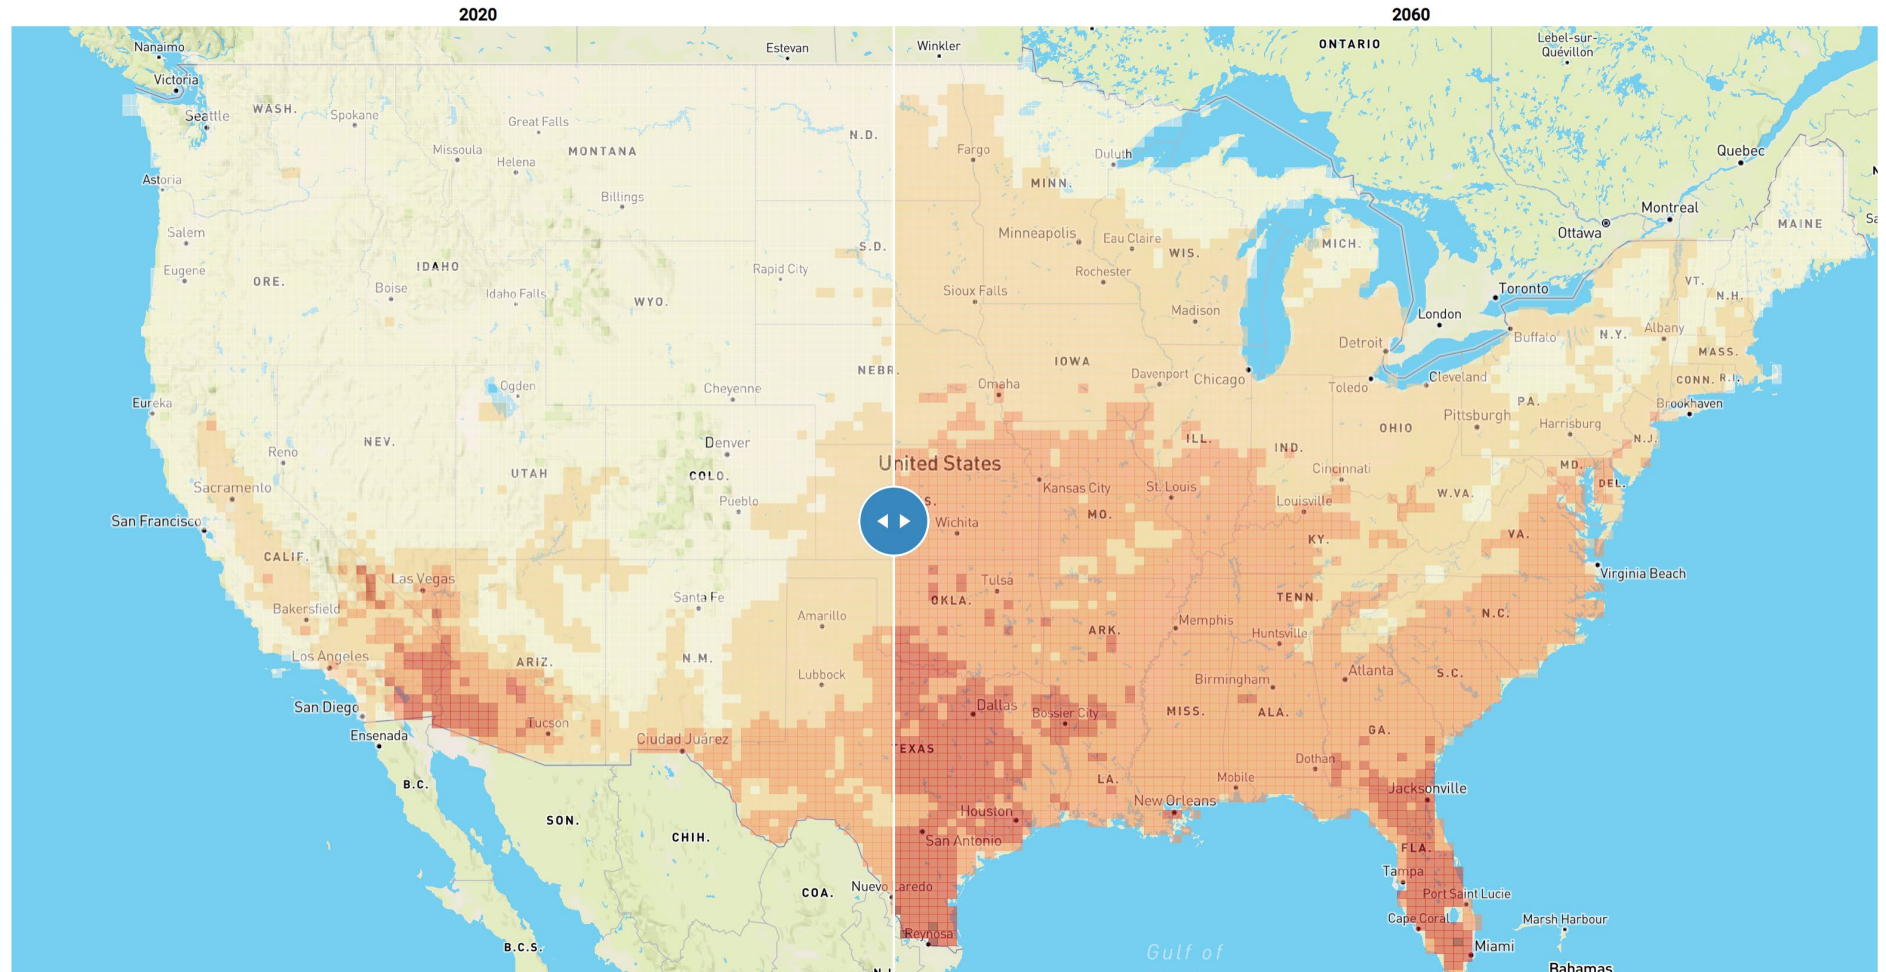 2020
2060
Nanaimo
Estevan
Winkler
ONTARIO
Lebel-sur-
Quévillon
Victoria
WASH.
Seattle
Spokane
Great Falls
N.D.
Missoula
Helena
MONTANA
Fargo
Duluth
Quebec
Astoria
Billings
MINN.
Salem
Minneapolis
Eau Claire
Montreal
Ottawa
MAINE
S.D.
WIS.
MICH.
Eugene
ORE.
IDAHO
Boise
Idaho Falls
WYO.
Rapid City
Sioux Falls
Rochester
Toronto
VT.
N.H.
Madison
London
Buffalo
N.Y.
Albany
Detroit
MASS.
NEBR.
IOWA
Davenport
Chicago
Toledo
Cleveland
CONN.
R.I.
Ogden
Cheyenne
Omaha
Eureka
PA.
Brookhaven
Pittsburgh
Harrisburg
NEV.
Reno
Denver
ILL.
IND.
OHIO
N.J.
United States
UTAH
COLO.
Cincinnati
MD.
DEL.
Sacramento
Pueblo
Kansas City
St. Louis
W.VA.
San Francisco
S.
Wichita
MO.
Louisville
CALIF.
KY.
VA.
Las Vegas
Tulsa
Virginia Beach
Bakersfield
Santa Fe
Amarillo
OKLA.
TENN.
N.C.
Memphis
Huntsville
ARK.
Los Angeles
ARIZ.
N.M.
Lubbock
Birmingham
Atlanta
S.C.
San Diego
Tucson
Dallas
Bossier City
MISS.
ALA.
GA.
Ensenada
Ciudad Juárez
TEXAS
Dothan
B.C.
LA.
Mobile
Jacksonville
SON.
CHIH.
Houston
New Orleans
San Antonio
FLA.
COA.
Nuevo Laredo
Tampa
Port Saint Lucie
Cape Coral
Marsh Harbour
B.C.S.
Reynosa
Gulf of
Miami
Bahamas